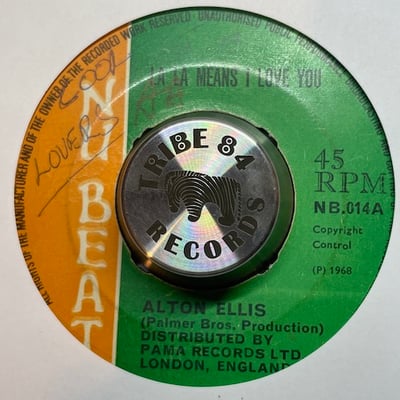 ALL RIGHTS OF THE MANUFACTURER AND OF THE OWNER OF THE RECORDED WORK RESERVED · UNAUTHORISED · PUBLIC
LA LA MEANS I LOVE YOU
COOL
LOVERS
NU BEAT
TRIBE 84
RECORDS
45
RPM
NB.014A
Copyright
Control
(P) 1968
ALTON ELLIS
(Palmer Bros. Production)
DISTRIBUTED BY
PAMA RECORDS LTD
LONDON, ENGLAND